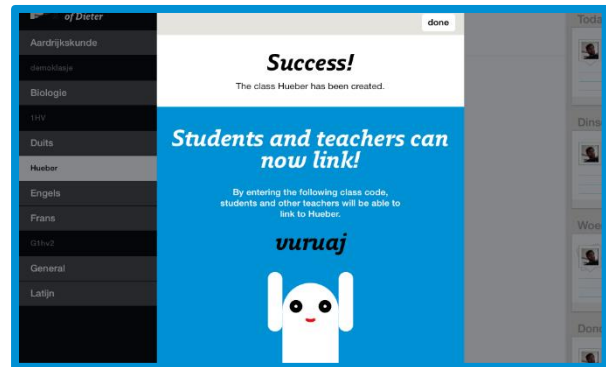 of Dieter
Aardrijkskunde
demoklasje
Biologie
1HV
Duits
Hueber
Engels
Frans
G1hv2
General
Latijn
done
Success!
The class Hueber has been created.
Students and teachers can
now link!
By entering the following class code,
students and other teachers will be able to
link to Hueber.
vuruaj
Toda
Dins
Woe
Dond